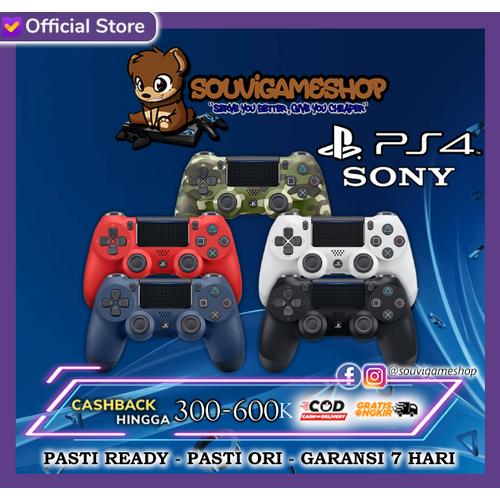 Official Store
SOUVIGAMESHOP
"SERVE YOU BETTER, GIVE YOU CHEAPER"
PS4
SONY
@souvigameshop
CASHBACK
HINGGA
300-600K
COD
CASH ON DELIVERY
GRATIS
ONGKIR
PASTI READY - PASTI ORI - GARANSI 7 HARI